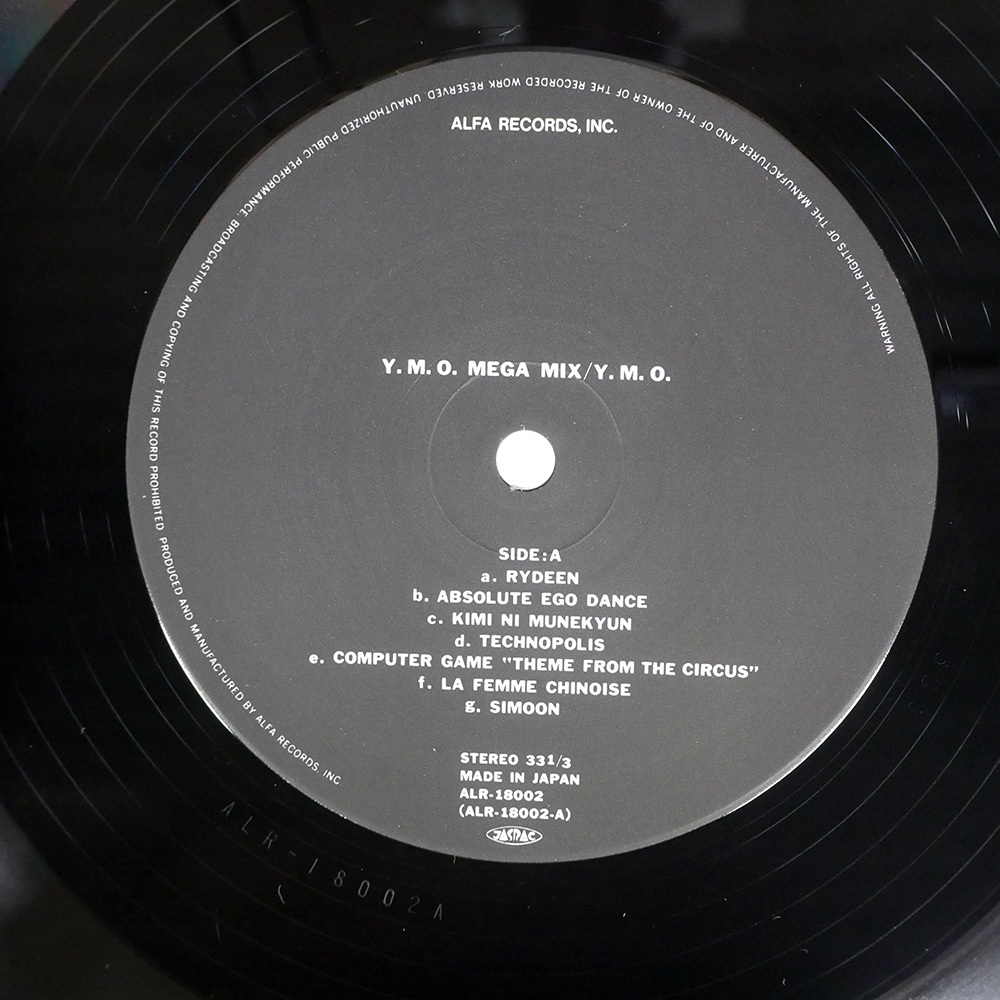 WARNING ALL RIGHTS OF THE MANUFACTURER AND OF THE OWNER OF THE RECORDED WORK RESERVED UNAUTHORIZED PUBLIC PERFORMANCE. BROADCASTING AND COPYING OF THIS RECORD PROHIBITED PRODUCED AND MANUFACTURED BY ALFA RECORDS, INC
ALFA RECORDS, INC.
Y. M. O. MEGA MIX/Y. M. O.
SIDE:A
a. RYDEEN
b. ABSOLUTE EGO DANCE
c. KIMI NI MUNEKYUN
d. TECHNOPOLIS
e. COMPUTER GAME "THEME FROM THE CIRCUS"
f. LA FEMME CHINOISE
g. SIMOON
STEREO 33 1/3
MADE IN JAPAN
ALR-18002
(ALR-18002-A)
JASRAC
ALR-18002A